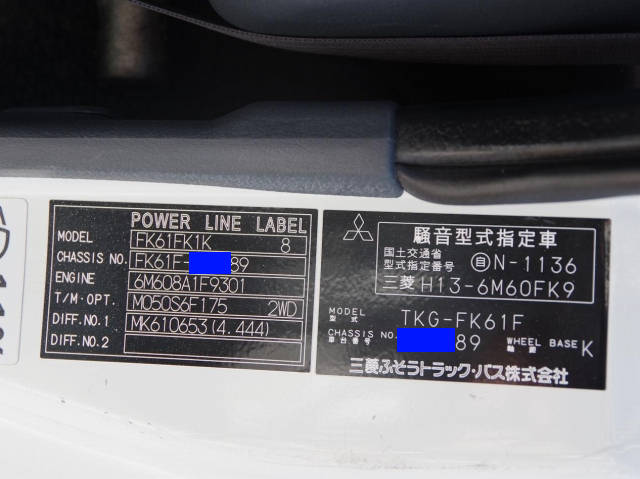 POWER LINE LABEL
MODEL FK61FK1K 8
CHASSIS NO. FK61F- 89
ENGINE 6M608A1F9301
T/M·OPT. M050S6F175 2WD
DIFF.NO.1 MK610653(4.444)
DIFF.NO.2
騒音型式指定車
国土交通省
型式指定番号 自N-1136
三菱H13-6M60FK9
MODEL
型式 TKG-FK61F
CHASSIS NO. 89 WHEEL BASE K
車台番号 軸距
三菱ふそうトラック・バス株式会社